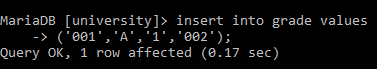 MariaDB [university]> insert into grade values
    -> ('001','A','1','002');
Query OK, 1 row affected (0.17 sec)